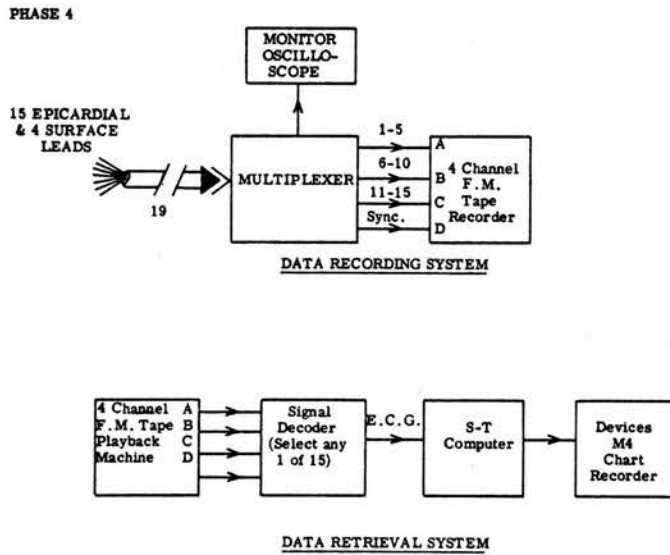 PHASE 4
MONITOR
OSCILLO-
SCOPE
15 EPICARDIAL
& 4 SURFACE
LEADS
19
MULTIPLEXER
1-5
6-10
11-15
Sync.
A
B
C
D
4 Channel
F.M.
Tape
Recorder
DATA RECORDING SYSTEM
4 Channel A
F.M. Tape B
Playback C
Machine D
Signal
Decoder
(Select any
1 of 15)
E.C.G.
S-T
Computer
Devices
M4
Chart
Recorder
DATA RETRIEVAL SYSTEM